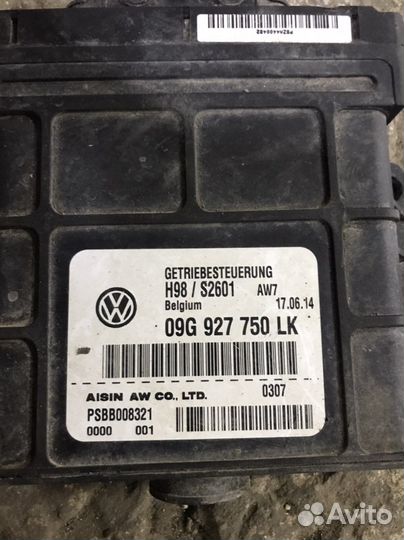 GETRIEBESTEUERUNG
H98 / S2601 AW7
Belgium 17.06.14
09G 927 750 LK
AISIN AW CO., LTD. 0307
PSBB008321
0000 001
Avito